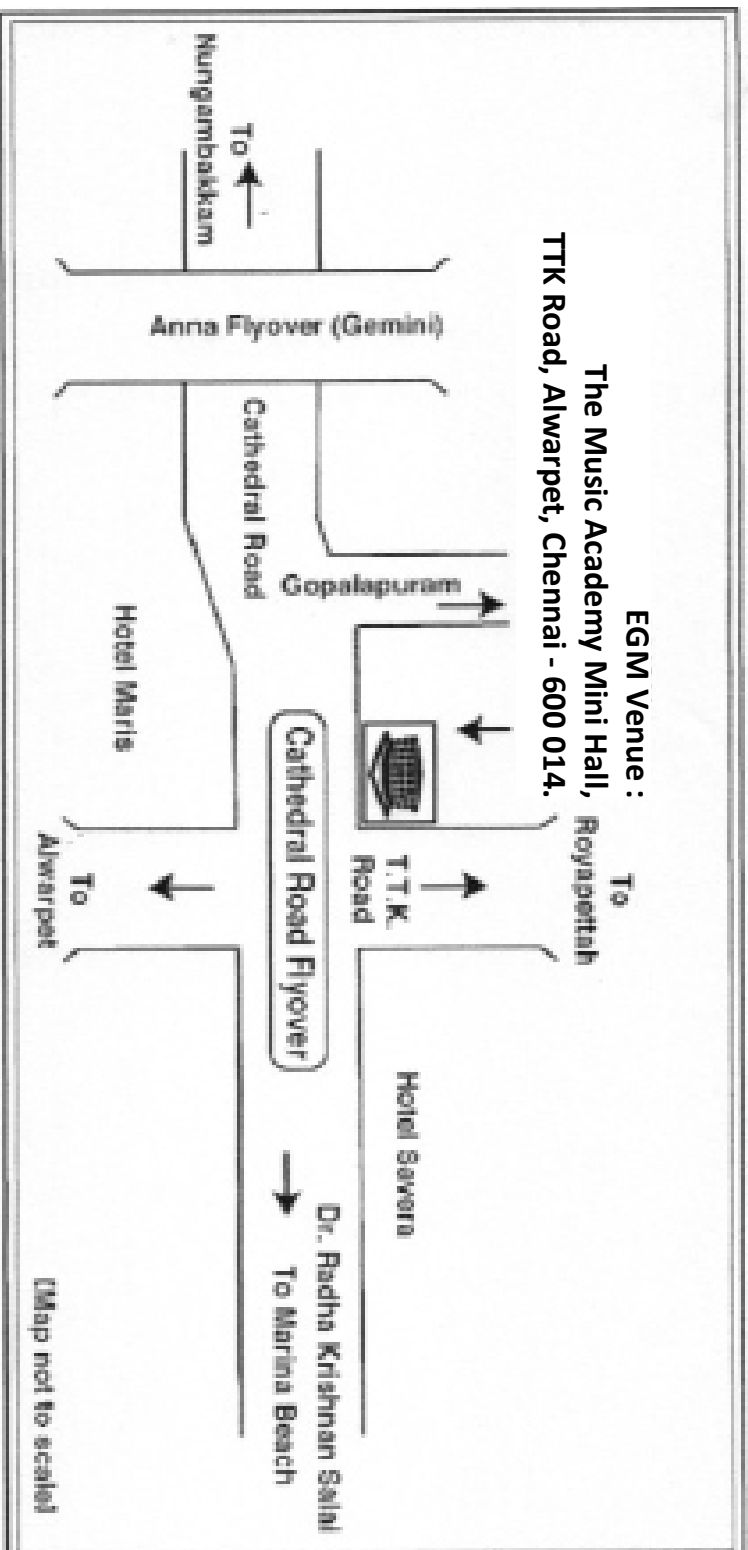 EGM Venue :
The Music Academy Mini Hall,
TTK Road, Alwarpet, Chennai - 600 014.
To
Nungambakkam
Anna Flyover (Gemini)
Cathedral Road
Gopalapuram
Hotel Maris
Cathedral Road Flyover
T.T.K.
Road
To
Royapettah
To
Alwarpet
Hotel Savera
Dr. Radha Krishnan Salai
To Marina Beach
(Map not to scale)